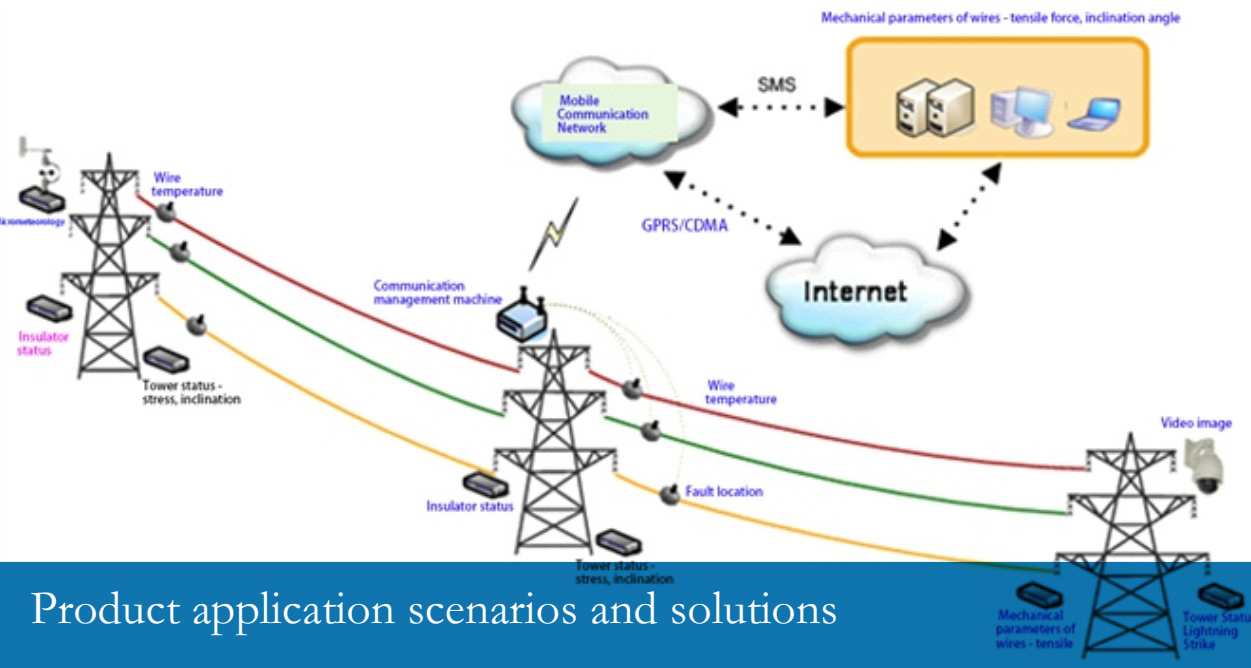 Mechanical parameters of wires - tensile force, inclination angle
SMS
Mobile
Communication
Network
Wire
temperature
GPRS/CDMA
Internet
Communication
management machine
Insulator
status
Tower status -
stress, inclination
Wire
temperature
Video image
Fault location
Insulator status
Tower status -
stress, inclination
Product application scenarios and solutions
Mechanical
parameters of
wires - tensile
Tower Statu
Lightning
Strike